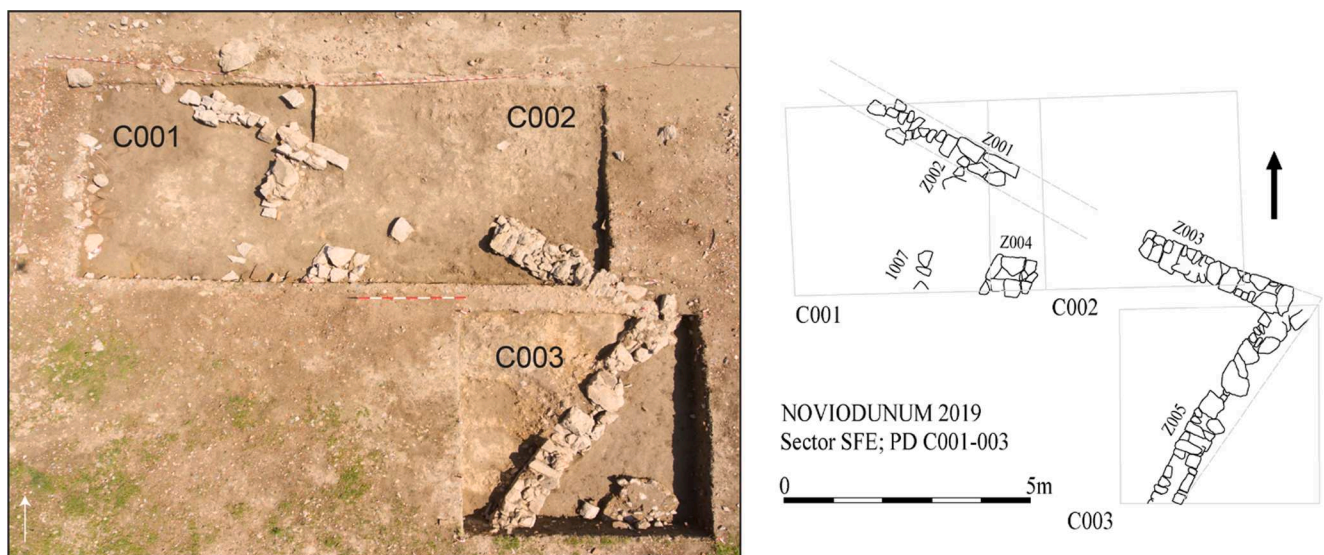 C001
C002
C003
Z001
Z002
Z003
1007
Z004
C001
C002
Z005
NOVIODUNUM 2019
Sector SFE; PD C001-003
0
5m
C003